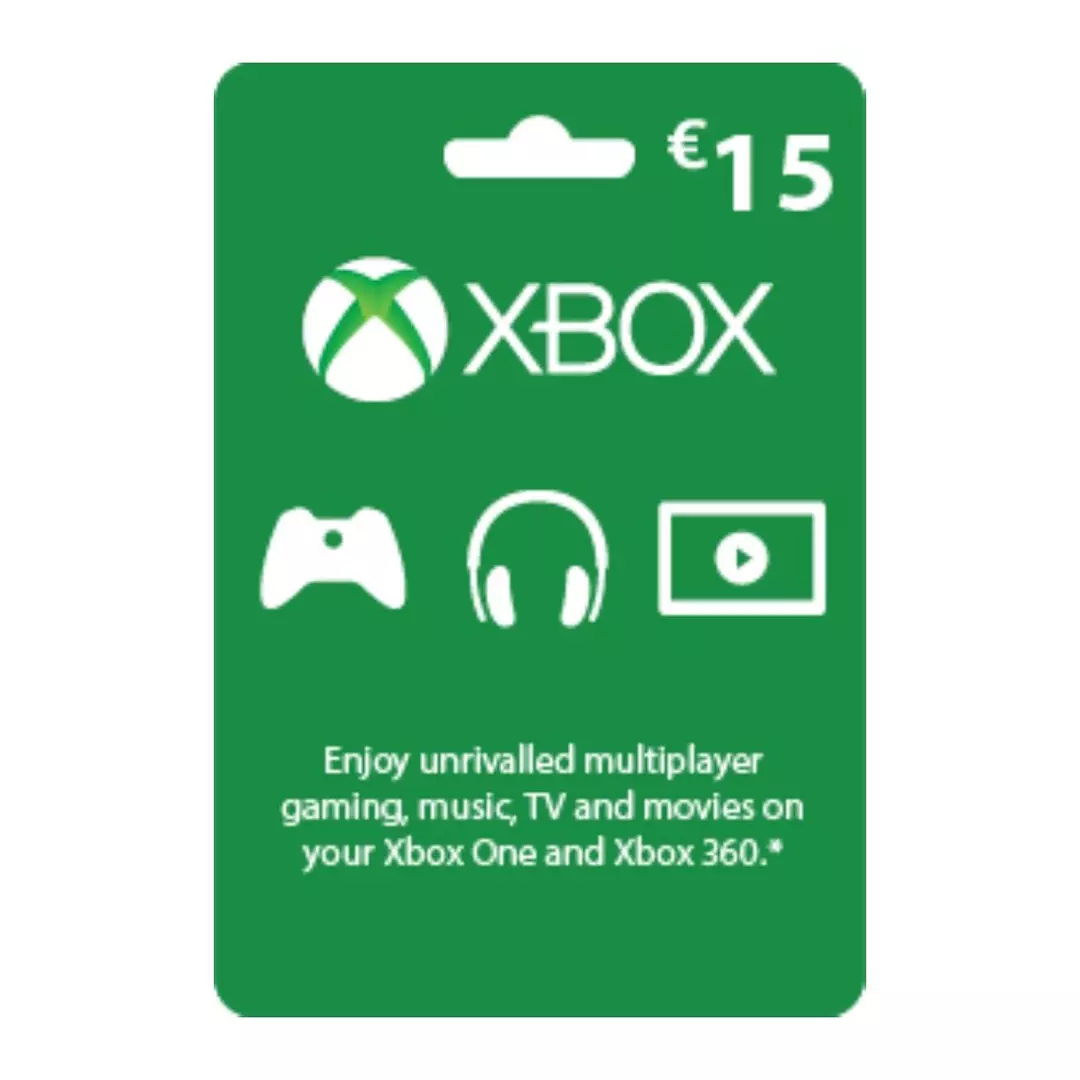 €15
XBOX
Enjoy unrivalled multiplayer
gaming, music, TV and movies on
your Xbox One and Xbox 360.*